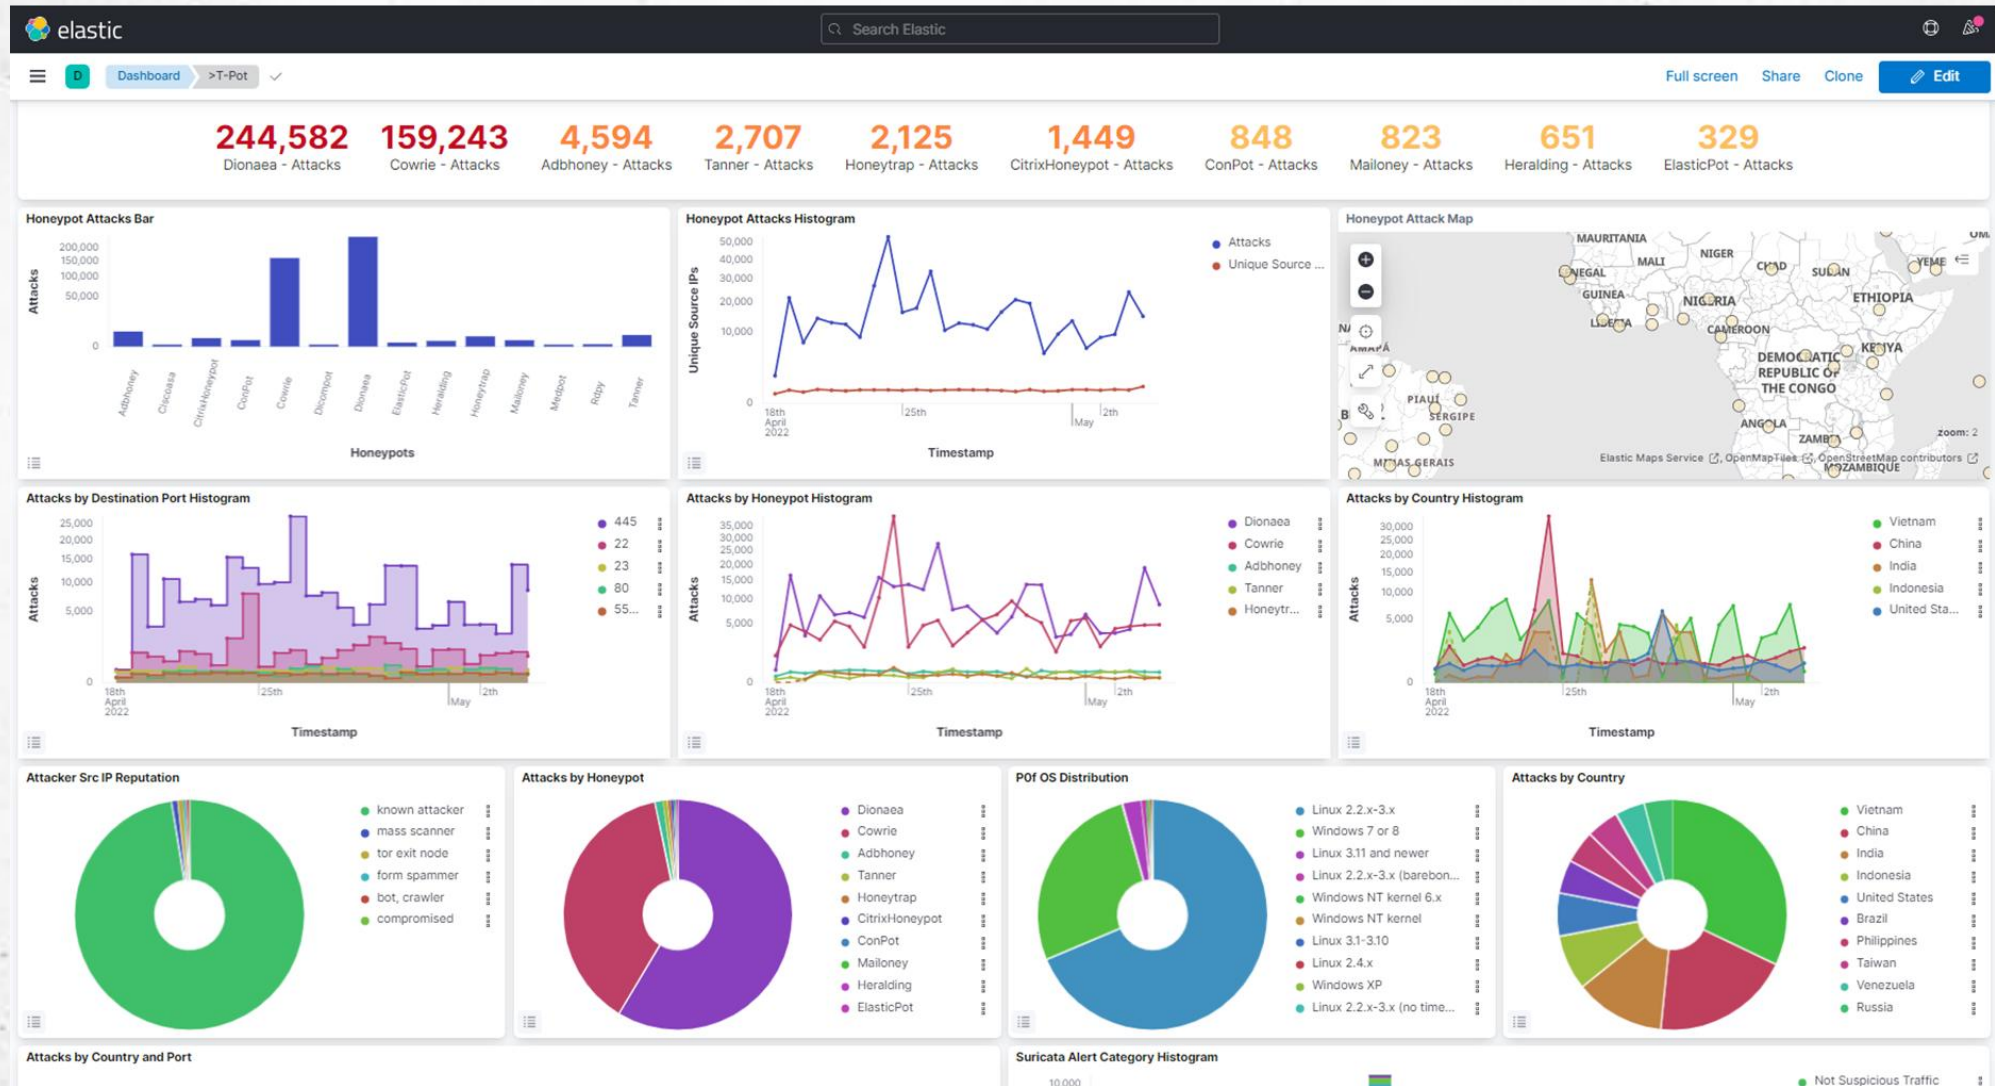 elastic
Search Elastic
D
Dashboard
>T-Pot
Full screen
Share
Clone
Edit
244,582
159,243
4,594
2,707
2,125
1,449
848
823
651
329
Dionaea - Attacks
Cowrie - Attacks
Adbhoney - Attacks
Tanner - Attacks
Honeytrap - Attacks
CitrixHoneypot - Attacks
ConPot - Attacks
Mailoney - Attacks
Heralding - Attacks
ElasticPot - Attacks
Honeypot Attacks Bar
Attacks
200,000
150,000
100,000
50,000
0
Adbhoney
Ciscoasa
CitrixHoneypot
ConPot
Cowrie
Dicompot
Dionaea
ElasticPot
Heralding
Honeytrap
Mailoney
Medpot
Rdpy
Tanner
Honeypots
Honeypot Attacks Histogram
Unique Source IPs
50,000
40,000
30,000
20,000
10,000
0
18th
April
2022
25th
May
2th
Timestamp
Attacks
Unique Source ...
Honeypot Attack Map
MAURITANIA
MALI
NIGER
CHAD
SUDAN
GUINEA
NIGERIA
ETHIOPIA
CAMEROON
KENYA
DEMOCRATIC
REPUBLIC OF
THE CONGO
AMAPÁ
PIAUÍ
SERGIPE
ANGOLA
ZAMBIA
zoom: 2
MINAS GERAIS
Elastic Maps Service, OpenMapTiles, OpenStreetMap contributors
MOZAMBIQUE
Attacks by Destination Port Histogram
Attacks
25,000
20,000
15,000
10,000
5,000
0
18th
April
2022
25th
May
2th
Timestamp
445
22
23
80
55...
Attacks by Honeypot Histogram
Attacks
35,000
30,000
25,000
20,000
15,000
10,000
5,000
0
18th
April
2022
25th
May
2th
Timestamp
Dionaea
Cowrie
Adbhoney
Tanner
Honeytr...
Attacks by Country Histogram
Attacks
30,000
25,000
20,000
15,000
10,000
5,000
0
18th
April
2022
25th
May
2th
Timestamp
Vietnam
China
India
Indonesia
United Sta...
Attacker Src IP Reputation
known attacker
mass scanner
tor exit node
form spammer
bot, crawler
compromised
Attacks by Honeypot
Dionaea
Cowrie
Adbhoney
Tanner
Honeytrap
CitrixHoneypot
ConPot
Mailoney
Heralding
ElasticPot
P0f OS Distribution
Linux 2.2.x-3.x
Windows 7 or 8
Linux 3.11 and newer
Linux 2.2.x-3.x (barebon...
Windows NT kernel 6.x
Windows NT kernel
Linux 3.1-3.10
Linux 2.4.x
Windows XP
Linux 2.2.x-3.x (no time...
Attacks by Country
Vietnam
China
India
Indonesia
United States
Brazil
Philippines
Taiwan
Venezuela
Russia
Attacks by Country and Port
Suricata Alert Category Histogram
10,000
Not Suspicious Traffic